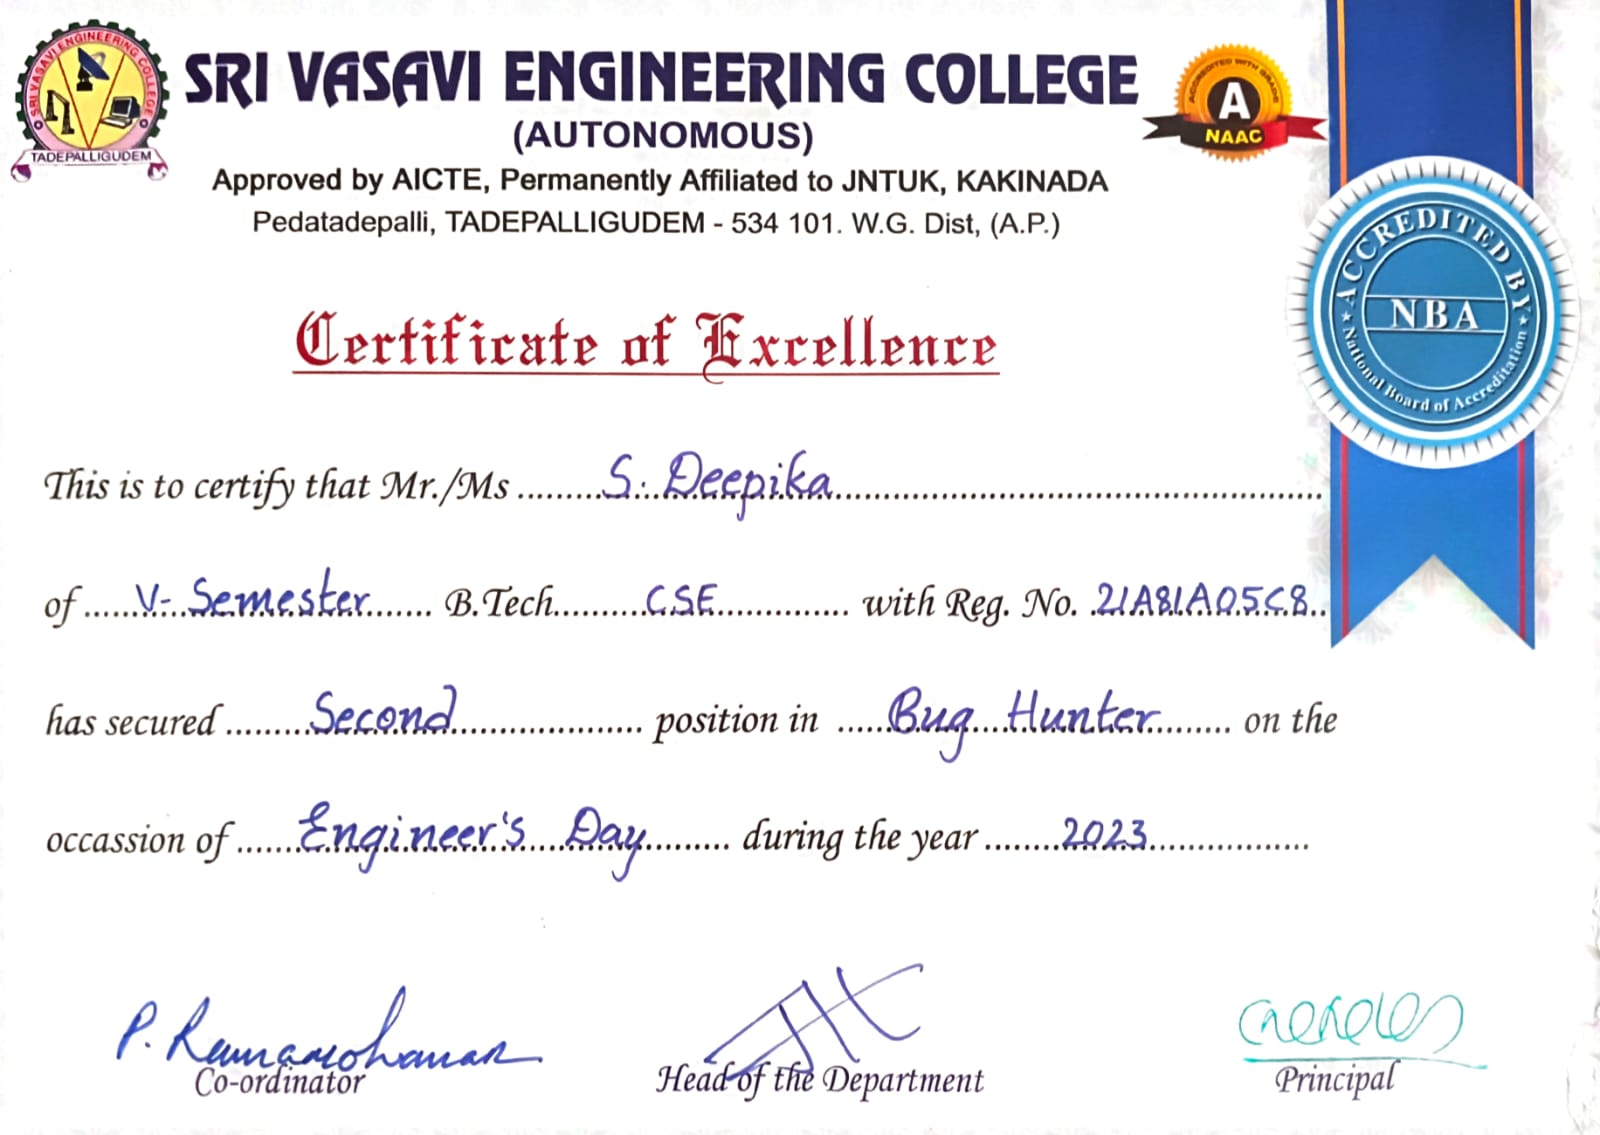 SRI VASAVI ENGINEERING COLLEGE
TADEPALLIGUDEM
SRI VASAVI ENGINEERING COLLEGE
(AUTONOMOUS)
Approved by AICTE, Permanently Affiliated to JNTUK, KAKINADA
Pedatadepalli, TADEPALLIGUDEM - 534 101. W.G. Dist, (A.P.)
ACCREDITED WITH GRADE
A
NAAC
ACCREDITED BY
NBA
National Board of Accreditation
Certificate of Excellence
This is to certify that Mr./Ms ......... S. Deepika
of ...... V- Semester ....... B.Tech.......... CSE ............. with Reg. No. 21A81A05C8
has secured ......... Second .................... position in ...... Bug Hunter ......... on the
occassion of ...... Engineer's Day ......... during the year ........ 2023 .................
P. Ramamohanan
Co-ordinator
Head of the Department
Principal